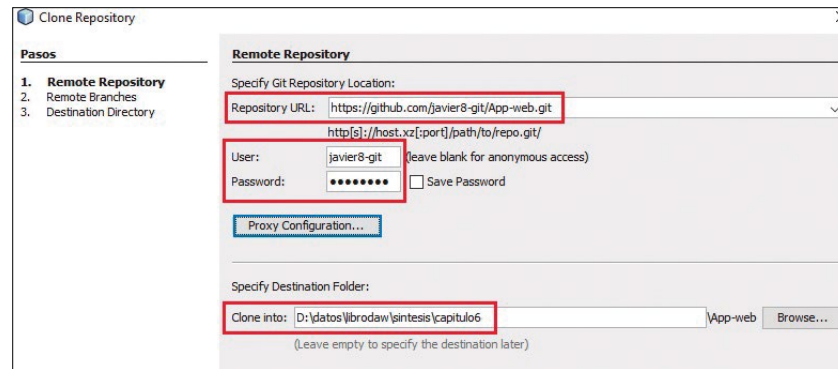 Clone Repository
Pasos
1. Remote Repository
2. Remote Branches
3. Destination Directory
Remote Repository
Specify Git Repository Location:
Repository URL: https://github.com/javier8-git/App-web.git
http[s]://host.xz[:port]/path/to/repo.git/
User: javier8-git (leave blank for anonymous access)
Password: ●●●●●●●● Save Password
Proxy Configuration...
Specify Destination Folder:
Clone into: D:\datos\librodaw\sintesis\capitulo6 \App-web Browse...
(Leave empty to specify the destination later)